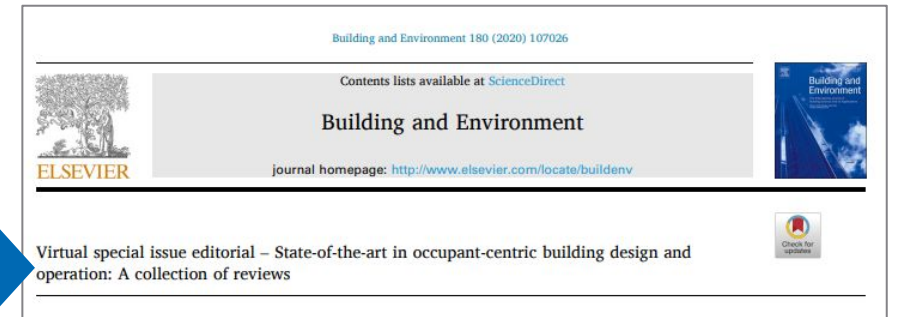 Building and Environment 180 (2020) 107026
Contents lists available at ScienceDirect
Building and Environment
journal homepage: http://www.elsevier.com/locate/buildenv
ELSEVIER
Building and
Environment
Check for
updates
Virtual special issue editorial – State-of-the-art in occupant-centric building design and
operation: A collection of reviews